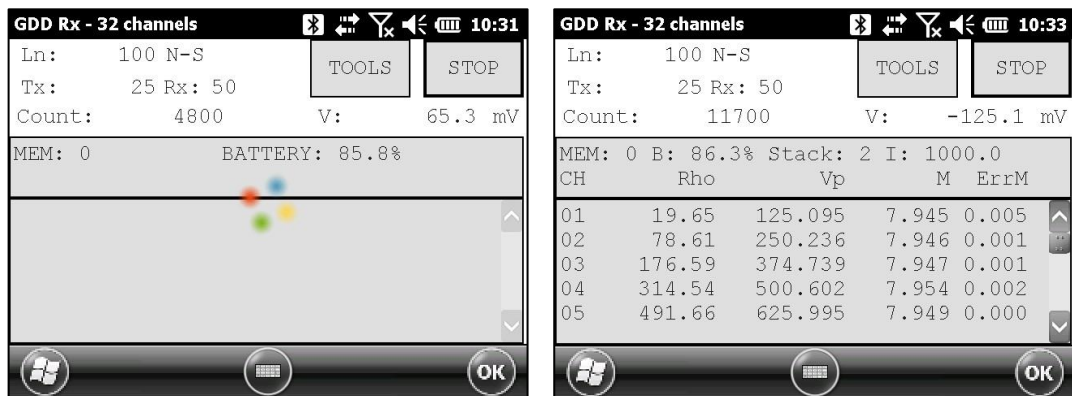 GDD Rx - 32 channels 10:31
Ln: 100 N-S
TOOLS STOP
Tx: 25 Rx: 50
Count: 4800 V: 65.3 mV
MEM: 0 BATTERY: 85.8%
OK
GDD Rx - 32 channels 10:33
Ln: 100 N-S
TOOLS STOP
Tx: 25 Rx: 50
Count: 11700 V: -125.1 mV
MEM: 0 B: 86.3% Stack: 2 I: 1000.0
CH Rho Vp M ErrM
01 19.65 125.095 7.945 0.005
02 78.61 250.236 7.946 0.001
03 176.59 374.739 7.947 0.001
04 314.54 500.602 7.954 0.002
05 491.66 625.995 7.949 0.000
OK